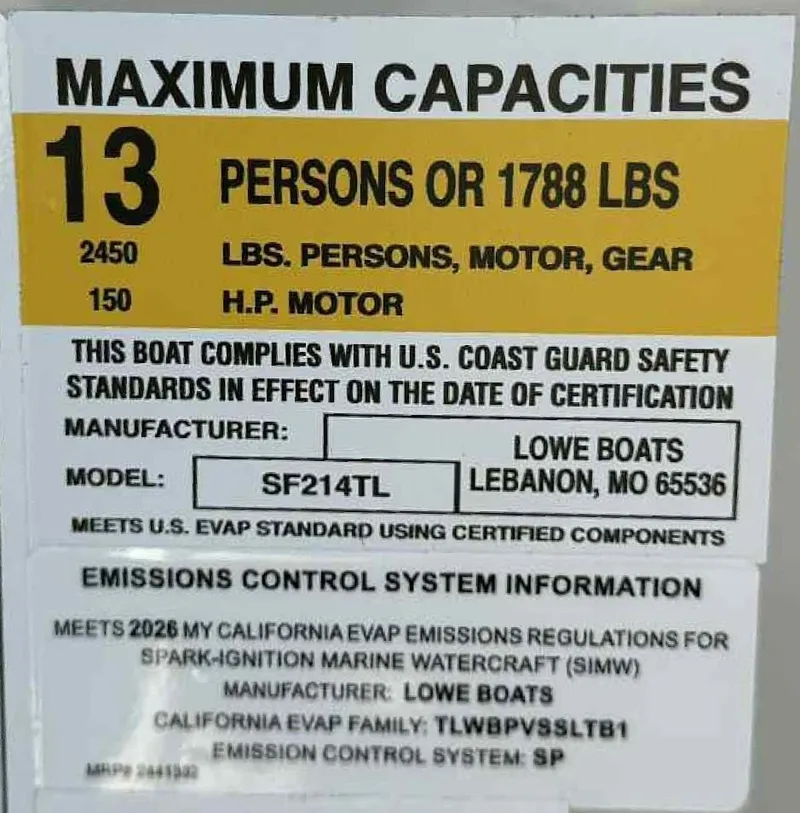 MAXIMUM CAPACITIES
13 PERSONS OR 1788 LBS
2450 LBS. PERSONS, MOTOR, GEAR
150 H.P. MOTOR
THIS BOAT COMPLIES WITH U.S. COAST GUARD SAFETY
STANDARDS IN EFFECT ON THE DATE OF CERTIFICATION
MANUFACTURER: LOWE BOATS
LEBANON, MO 65536
MODEL: SF214TL
MEETS U.S. EVAP STANDARD USING CERTIFIED COMPONENTS
EMISSIONS CONTROL SYSTEM INFORMATION
MEETS 2026 MY CALIFORNIA EVAP EMISSIONS REGULATIONS FOR
SPARK-IGNITION MARINE WATERCRAFT (SIMW)
MANUFACTURER: LOWE BOATS
CALIFORNIA EVAP FAMILY: TLWBPVSSLTB1
EMISSION CONTROL SYSTEM: SP